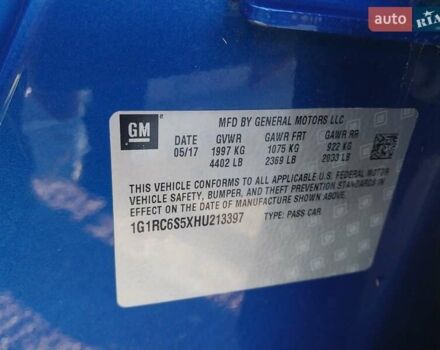 auto
RIA
GM
MFD BY GENERAL MOTORS LLC
DATE GVWR GAWR FRT GAWR RR
05/17 1997 KG 1075 KG 922 KG
4402 LB 2369 LB 2033 LB
THIS VEHICLE CONFORMS TO ALL APPLICABLE U.S. FEDERAL MOTOR
VEHICLE SAFETY, BUMPER, AND THEFT PREVENTION STANDARDS IN
EFFECT ON THE DATE OF MANUFACTURE SHOWN ABOVE.
1G1RC6S5XHU213397 TYPE: PASS CAR